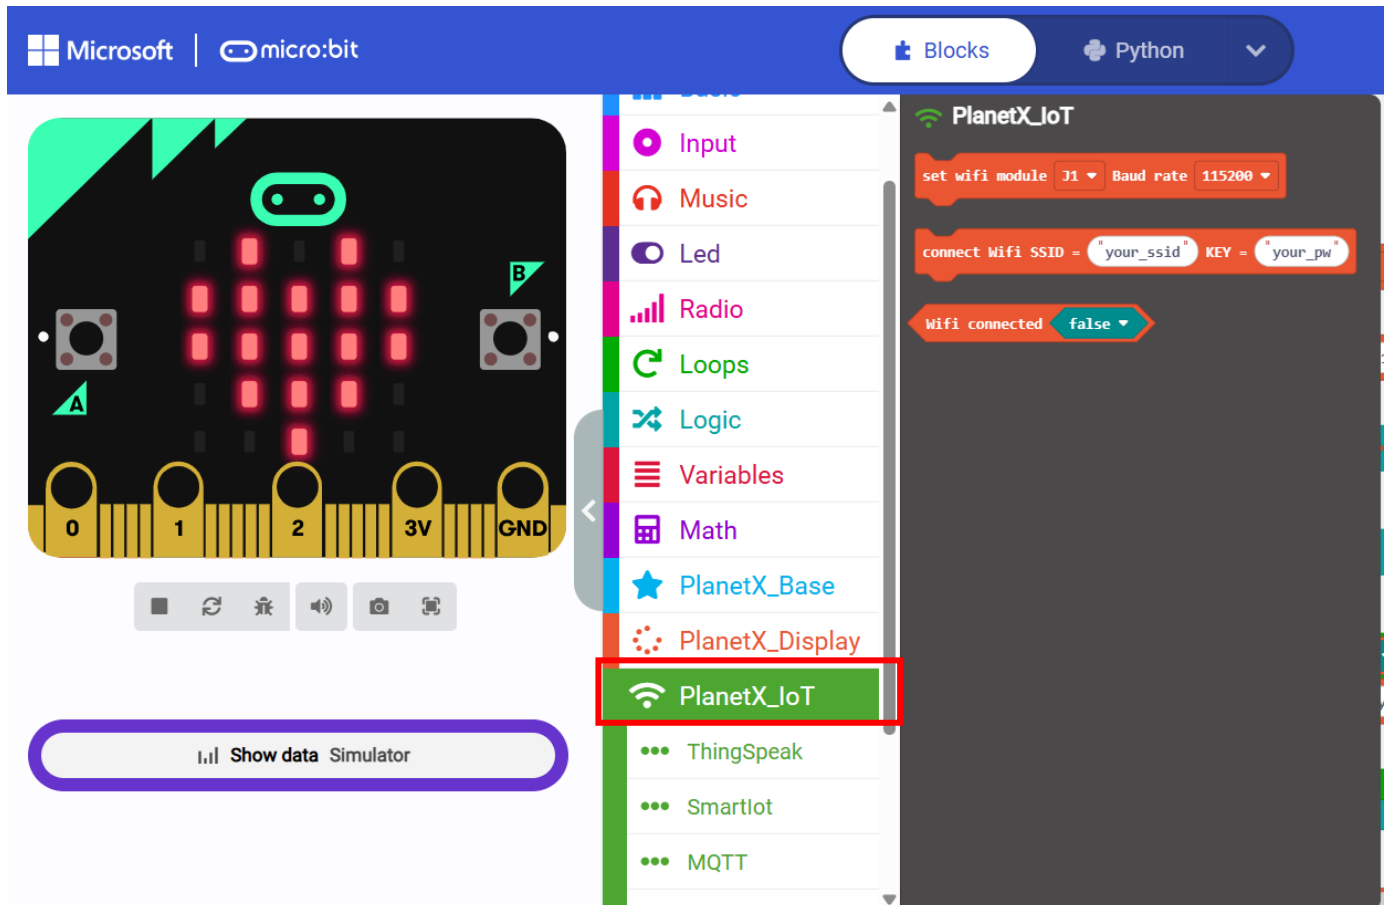 Microsoft
micro:bit
Blocks
Python
Basic
Input
Music
Led
Radio
Loops
Logic
Variables
Math
PlanetX_Base
PlanetX_Display
PlanetX_IoT
ThingSpeak
SmartIot
MQTT
PlanetX_IoT
set wifi module J1 Baud rate 115200
connect Wifi SSID = "your_ssid" KEY = "your_pw"
Wifi connected false
B
A
0 1 2 3V GND
Show data Simulator